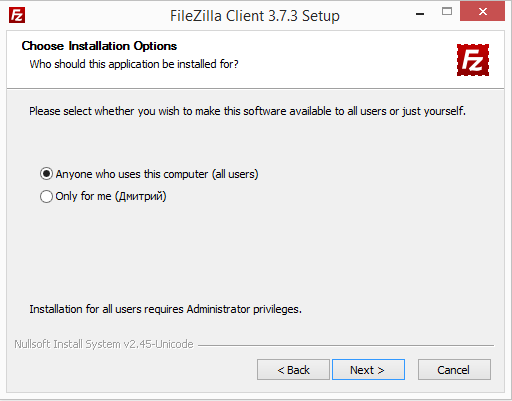 FileZilla Client 3.7.3 Setup
Choose Installation Options
Who should this application be installed for?
Please select whether you wish to make this software available to all users or just yourself.
Anyone who uses this computer (all users)
Only for me (Дмитрий)
Installation for all users requires Administrator privileges.
Nullsoft Install System v2.45-Unicode
< Back
Next >
Cancel